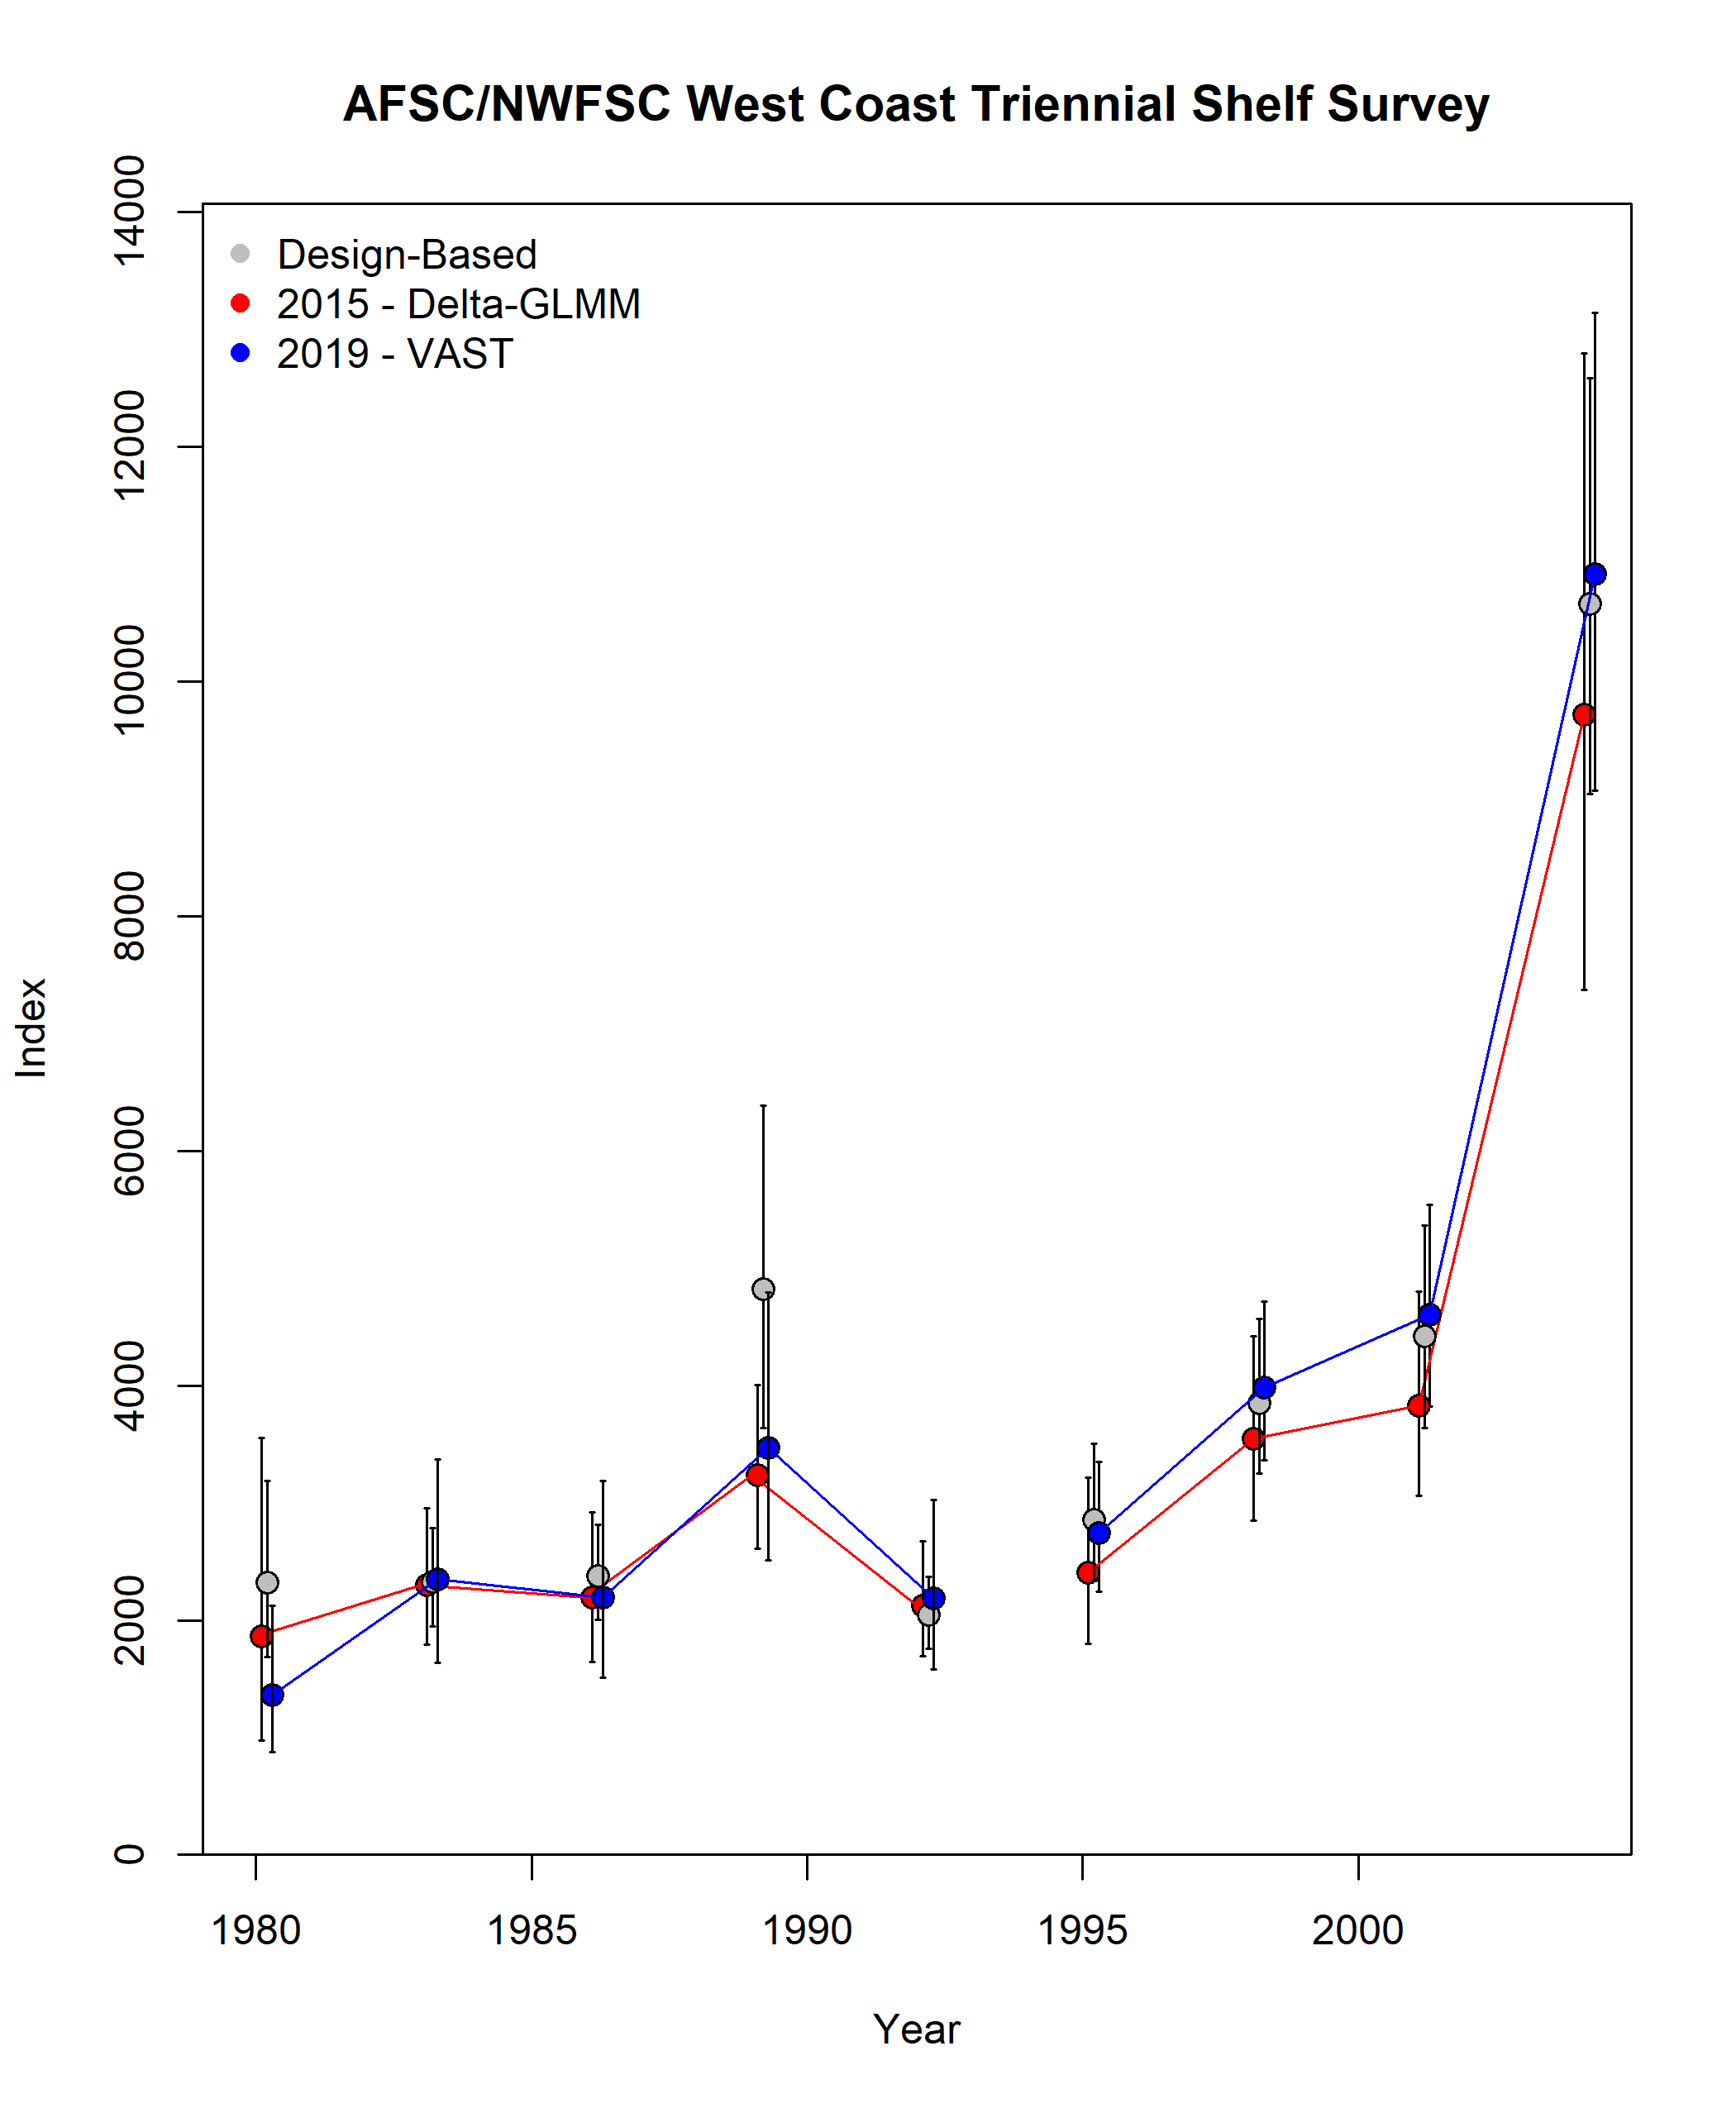 AFSC/NWFSC West Coast Triennial Shelf Survey
Design-Based
2015 - Delta-GLMM
2019 - VAST
14000
12000
10000
8000
6000
4000
2000
0
Index
1980
1985
1990
1995
2000
Year